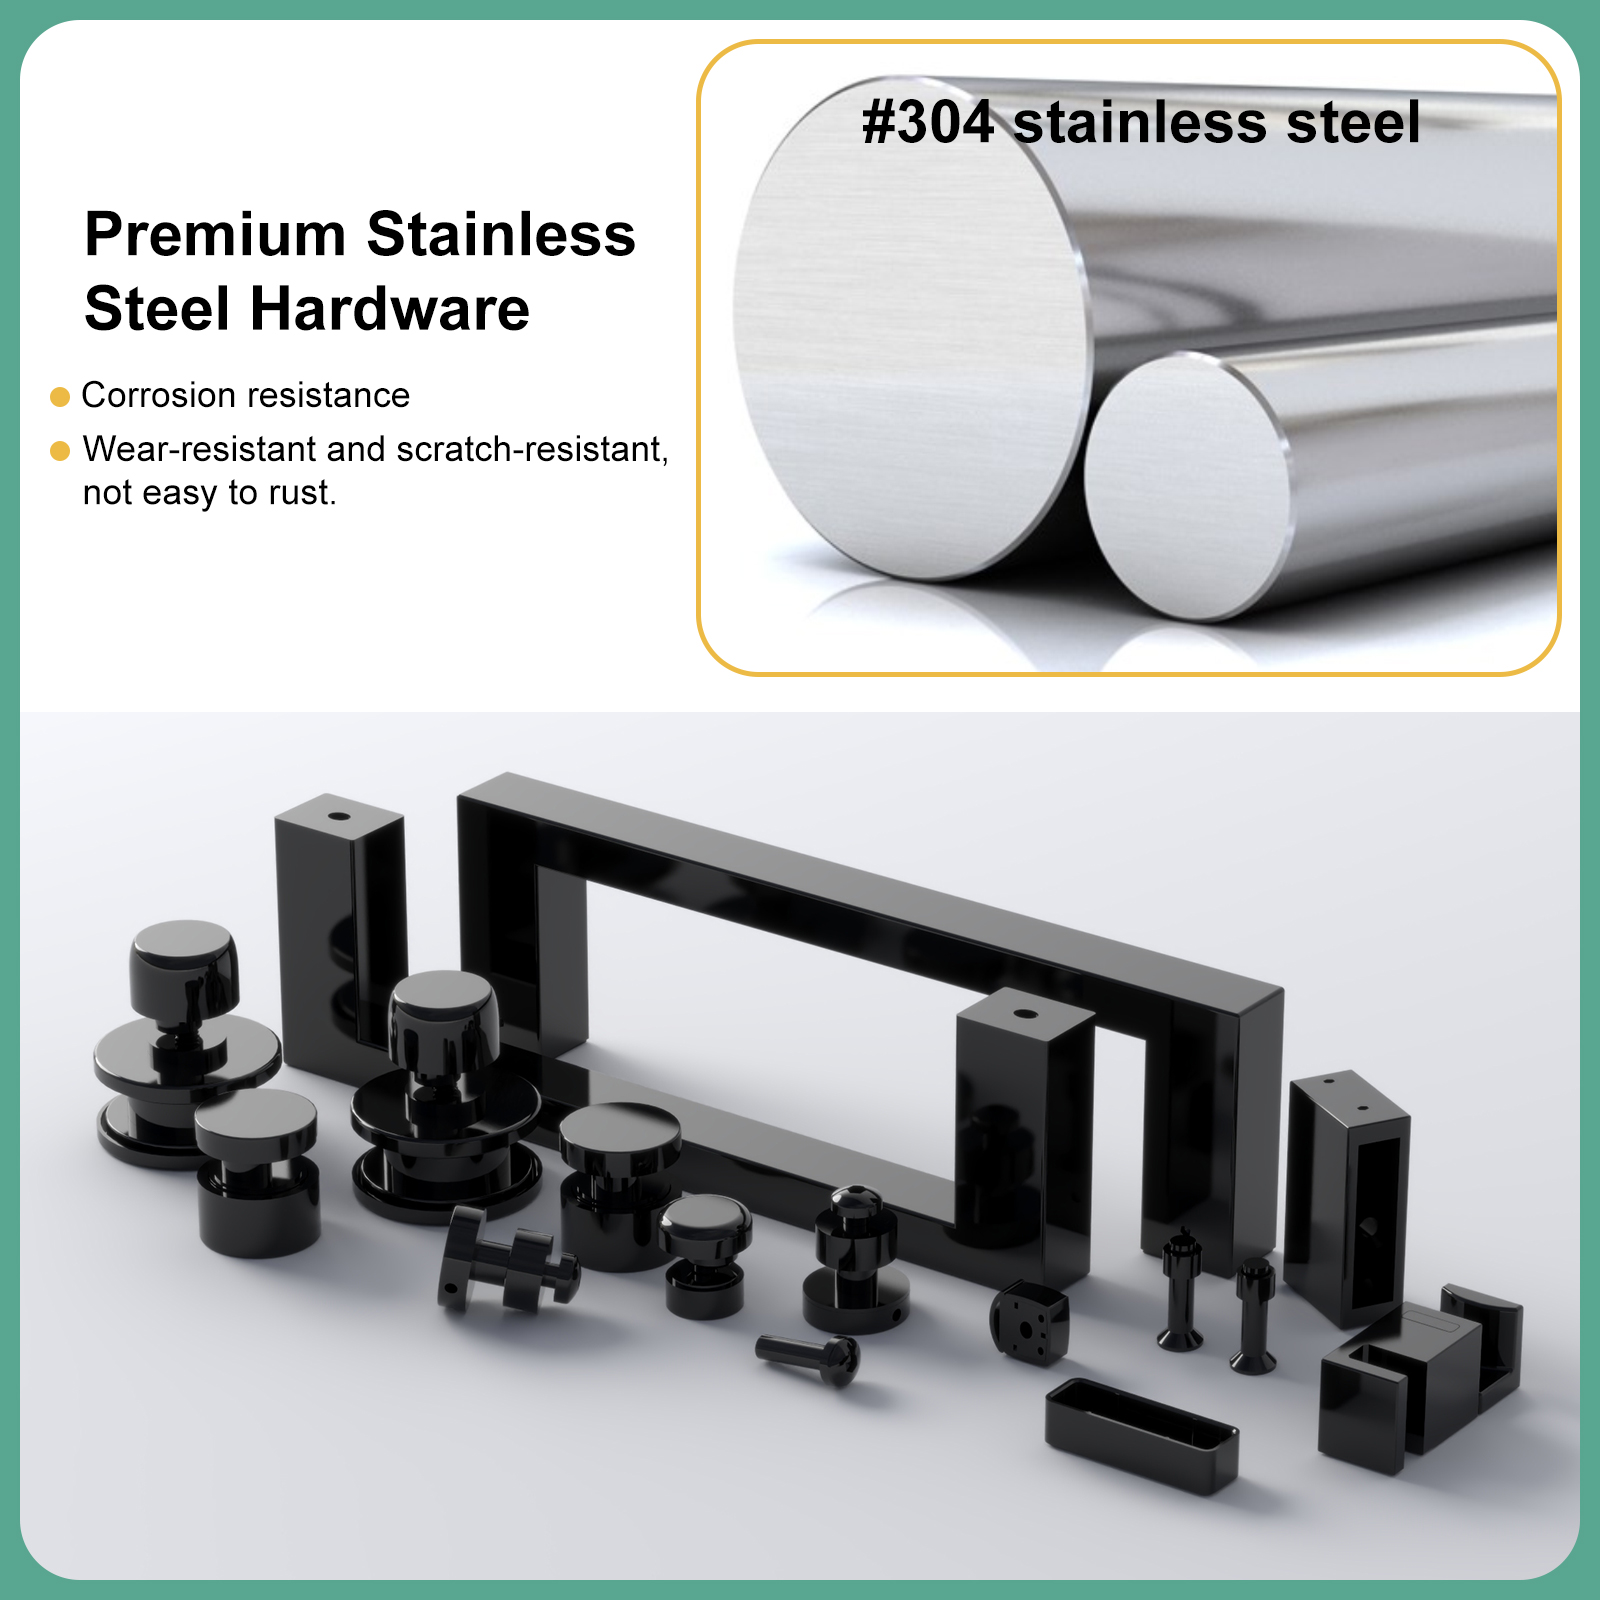 #304 stainless steel
Premium Stainless
Steel Hardware
Corrosion resistance
Wear-resistant and scratch-resistant,
not easy to rust.